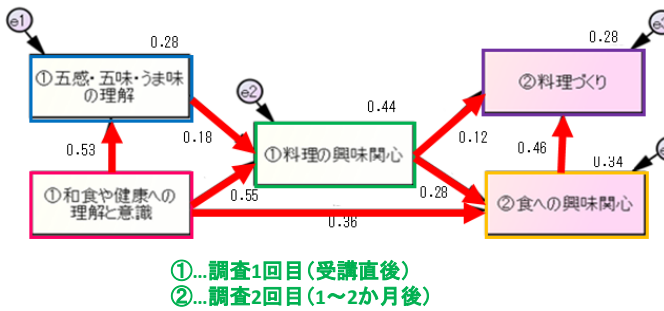 e1
0.28
①五感・五味・うま味
の理解
e2
0.44
0.28
②料理づくり
0.53
0.18
①料理の興味関心
0.12
0.46
0.34
①和食や健康への
理解と意識
0.55
0.28
②食への興味関心
0.36
①…調査1回目(受講直後)
②…調査2回目(1～2か月後)